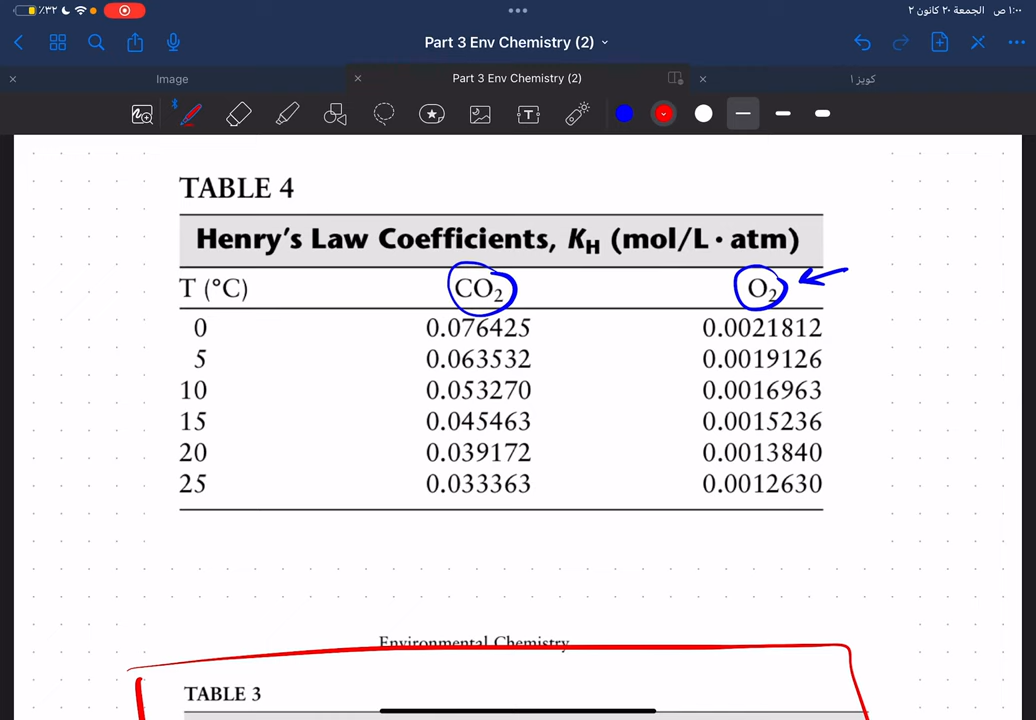 ٪٣٢ ١:٠٠ ص الجمعة ٢٠ كانون ٢
Part 3 Env Chemistry (2)
Image Part 3 Env Chemistry (2) كويز ١
TABLE 4
Henry's Law Coefficients, KH (mol/L · atm)
T (°C) CO₂ O₂
0 0.076425 0.0021812
5 0.063532 0.0019126
10 0.053270 0.0016963
15 0.045463 0.0015236
20 0.039172 0.0013840
25 0.033363 0.0012630
Environmental Chemistry
TABLE 3